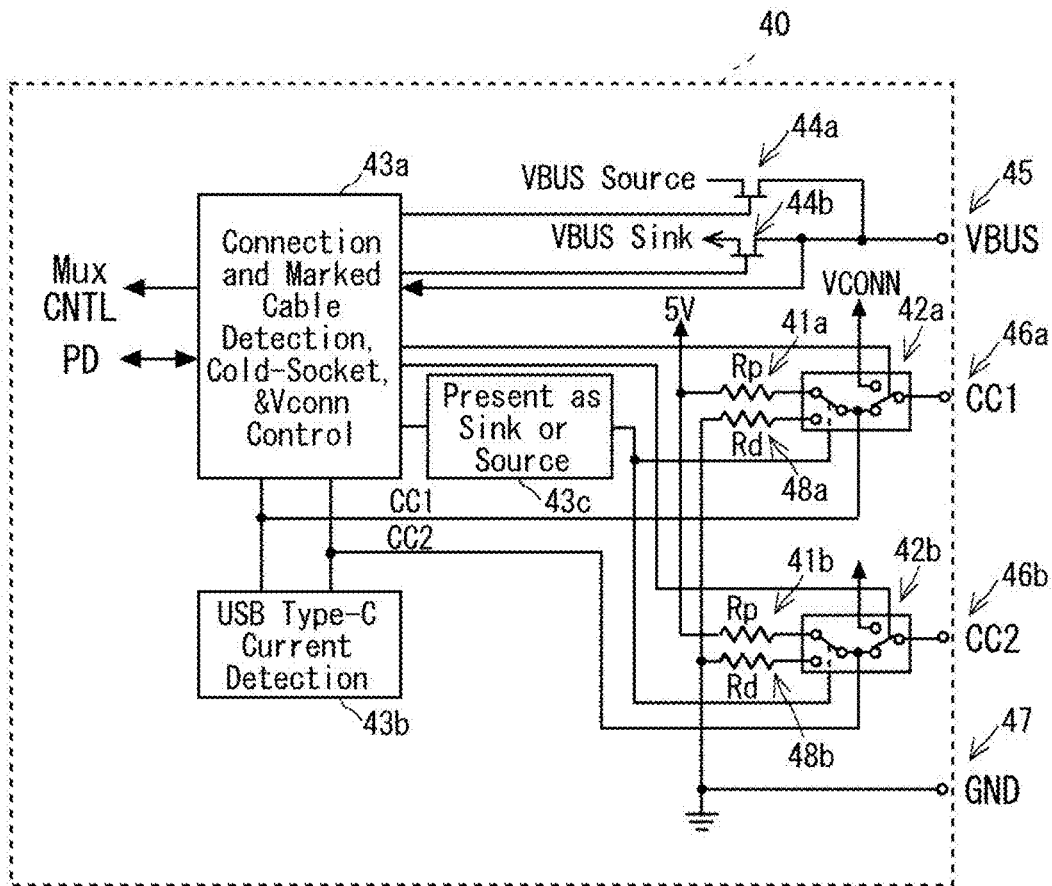 40
44a
43a
VBUS Source
44b
45
VBUS Sink
VBUS
Connection
and Marked
Cable
Detection,
Cold-Socket,
&Vconn
Control
Mux
CNTL
PD
VCONN
5V
41a
42a
46a
Rp
CC1
Present as
Sink or
Source
Rd
48a
43c
CC1
CC2
41b
42b
46b
USB Type-C
Current
Detection
Rp
CC2
Rd
43b
48b
47
GND